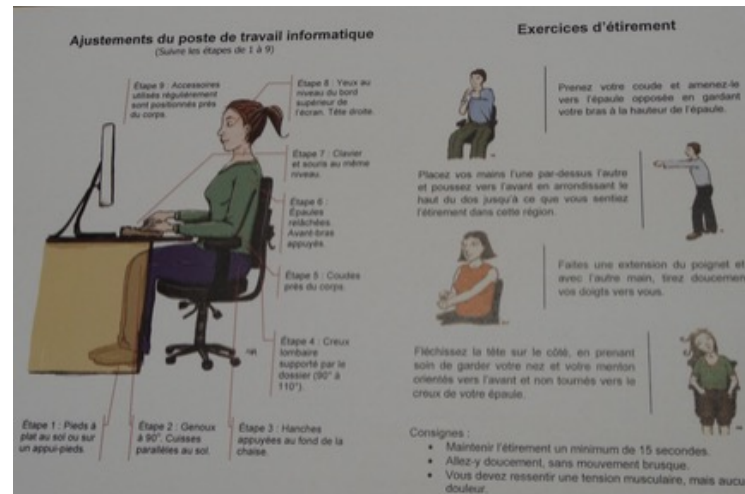 Ajustements du poste de travail informatique
(Suivre les étapes de 1 à 9)
Étape 9 : Accessoires
utilisés régulièrement
sont positionnés près
du corps.
Étape 8 : Yeux au
niveau du bord
supérieur de
l'écran. Tête droite.
Étape 7 : Clavier
et souris au même
niveau.
Étape 6 :
Épaules
relâchées.
Avant-bras
appuyés.
Étape 5 : Coudes
près du corps.
Étape 4 : Creux
lombaire
supporté par le
dossier (90° à
110°).
Étape 1 : Pieds à
plat au sol ou sur
un appui-pieds.
Étape 2 : Genoux
à 90°. Cuisses
parallèles au sol.
Étape 3 : Hanches
appuyées au fond de la
chaise.
Exercices d'étirement
Prenez votre coude et amenez-le
vers l'épaule opposée en gardant
votre bras à la hauteur de l'épaule.
Placez vos mains l'une par-dessus l'autre
et poussez vers l'avant en arrondissant le
haut du dos jusqu'à ce que vous sentiez
l'étirement dans cette région.
Faites une extension du poignet et
avec l'autre main, tirez doucement
vos doigts vers vous.
Fléchissez la tête sur le côté, en prenant
soin de garder votre nez et votre menton
orientés vers l'avant et non tournés vers le
creux de votre épaule.
Consignes :
• Maintenir l'étirement un minimum de 15 secondes.
• Allez-y doucement, sans mouvement brusque.
• Vous devez ressentir une tension musculaire, mais aucu
douleur.